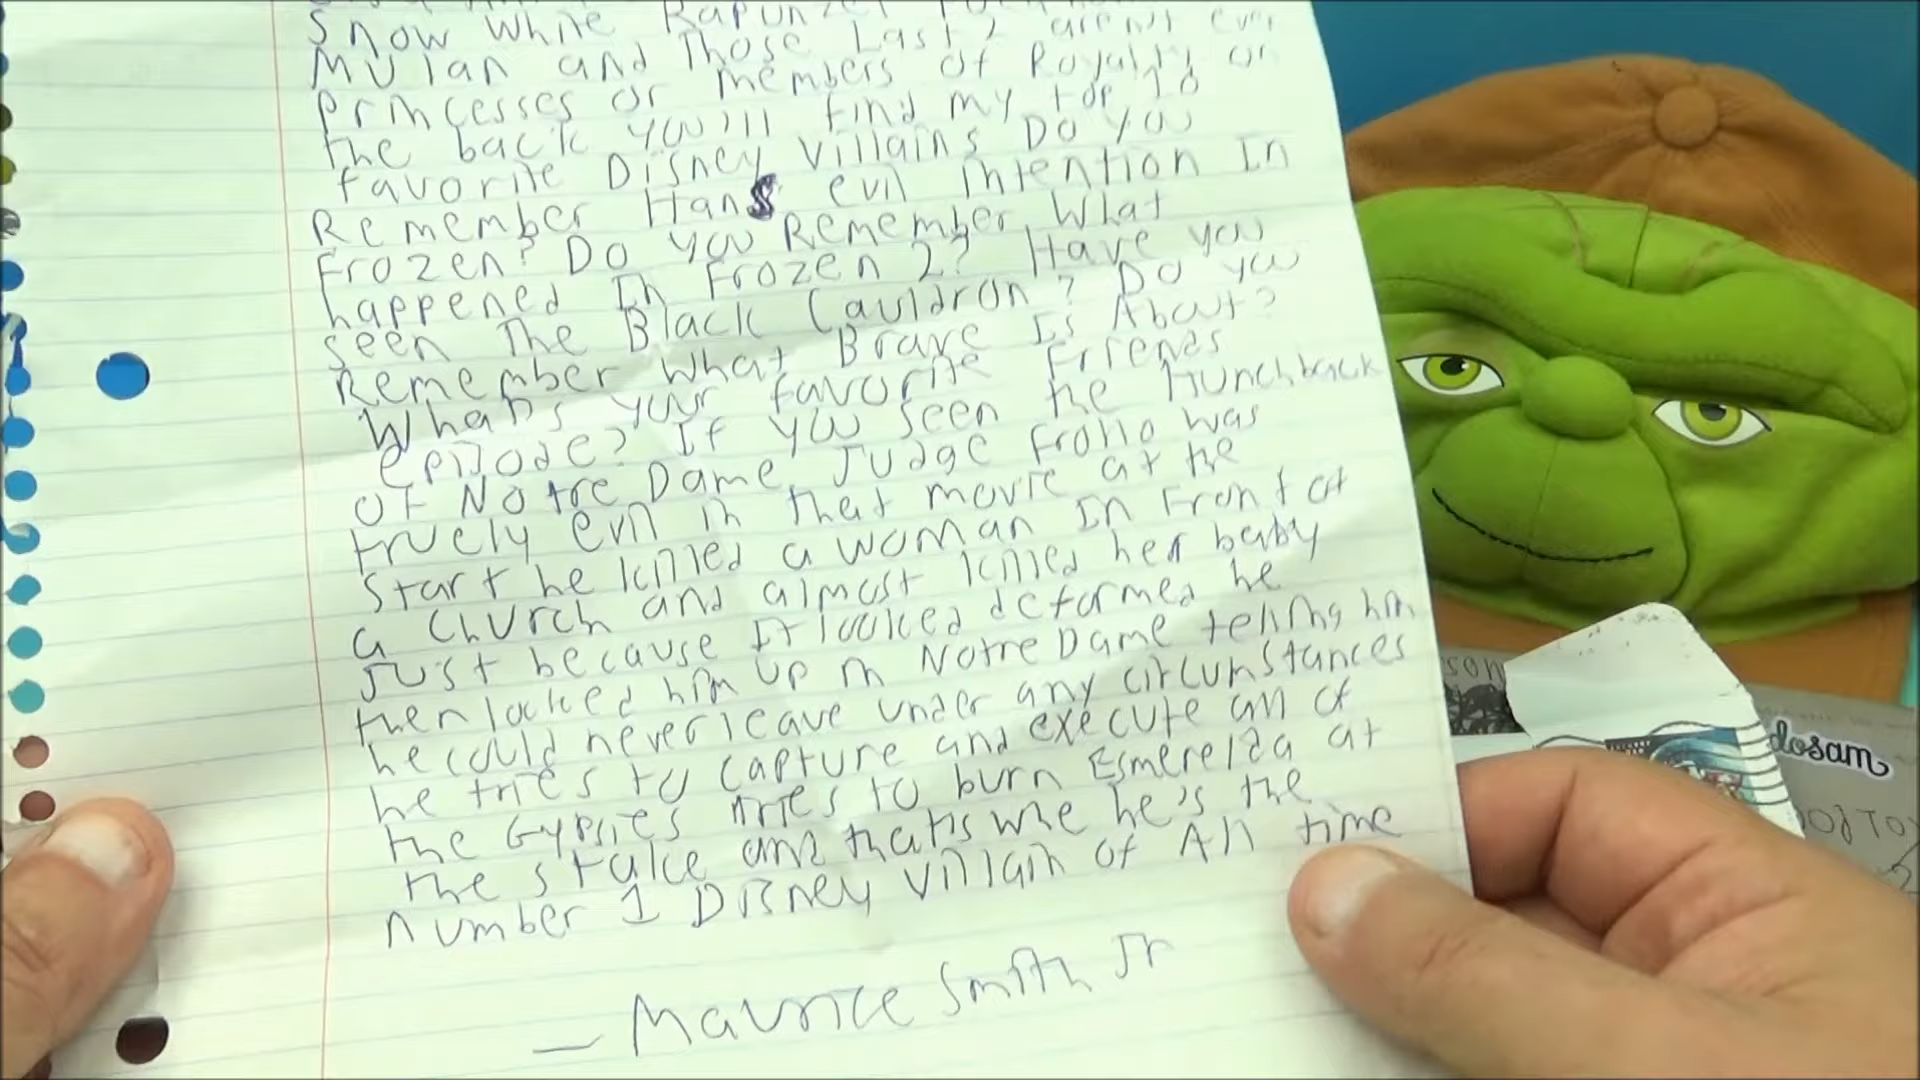 Snow White Rapunzel
Mulan and Those Last 2 aren't even
princesses or members of Royalty on
the back you'll find my top 10
favorite Disney Villains Do you
Remember Hans evil intention In
Frozen? Do you Remember What
happened In Frozen 2? Have you
seen The Black Cauldron? Do you
Remember what Brave Is About?
What's your favorite Friends
episode? If you seen the Hunchback
Of Notre Dame Judge Frollo was
truely evil in that movie at the
start he killed a woman In Front of
a church and almost killed her baby
Just because It looked deformed he
then locked him up in Notre Dame telling him
he could never leave under any circumstances
he tries to capture and execute all of
the Gypsies tries to burn Esmerelda at
the stake and thats whe he's the
number 1 Disney Villain of All time
— Maurice Smith Jr
dosam